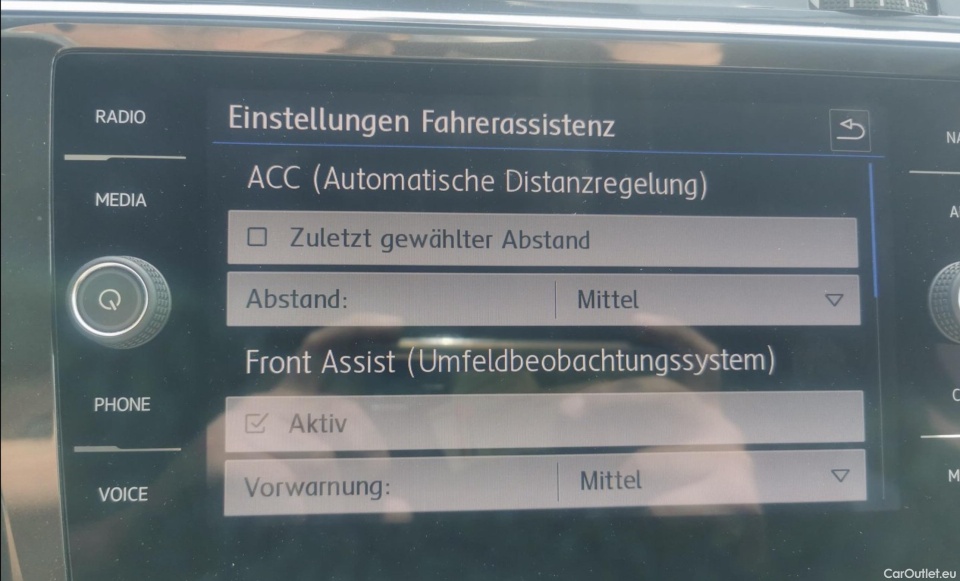 RADIO
MEDIA
PHONE
VOICE
Einstellungen Fahrerassistenz
ACC (Automatische Distanzregelung)
Zuletzt gewählter Abstand
Abstand: Mittel
Front Assist (Umfeldbeobachtungssystem)
Aktiv
Vorwarnung: Mittel
CarOutlet.eu